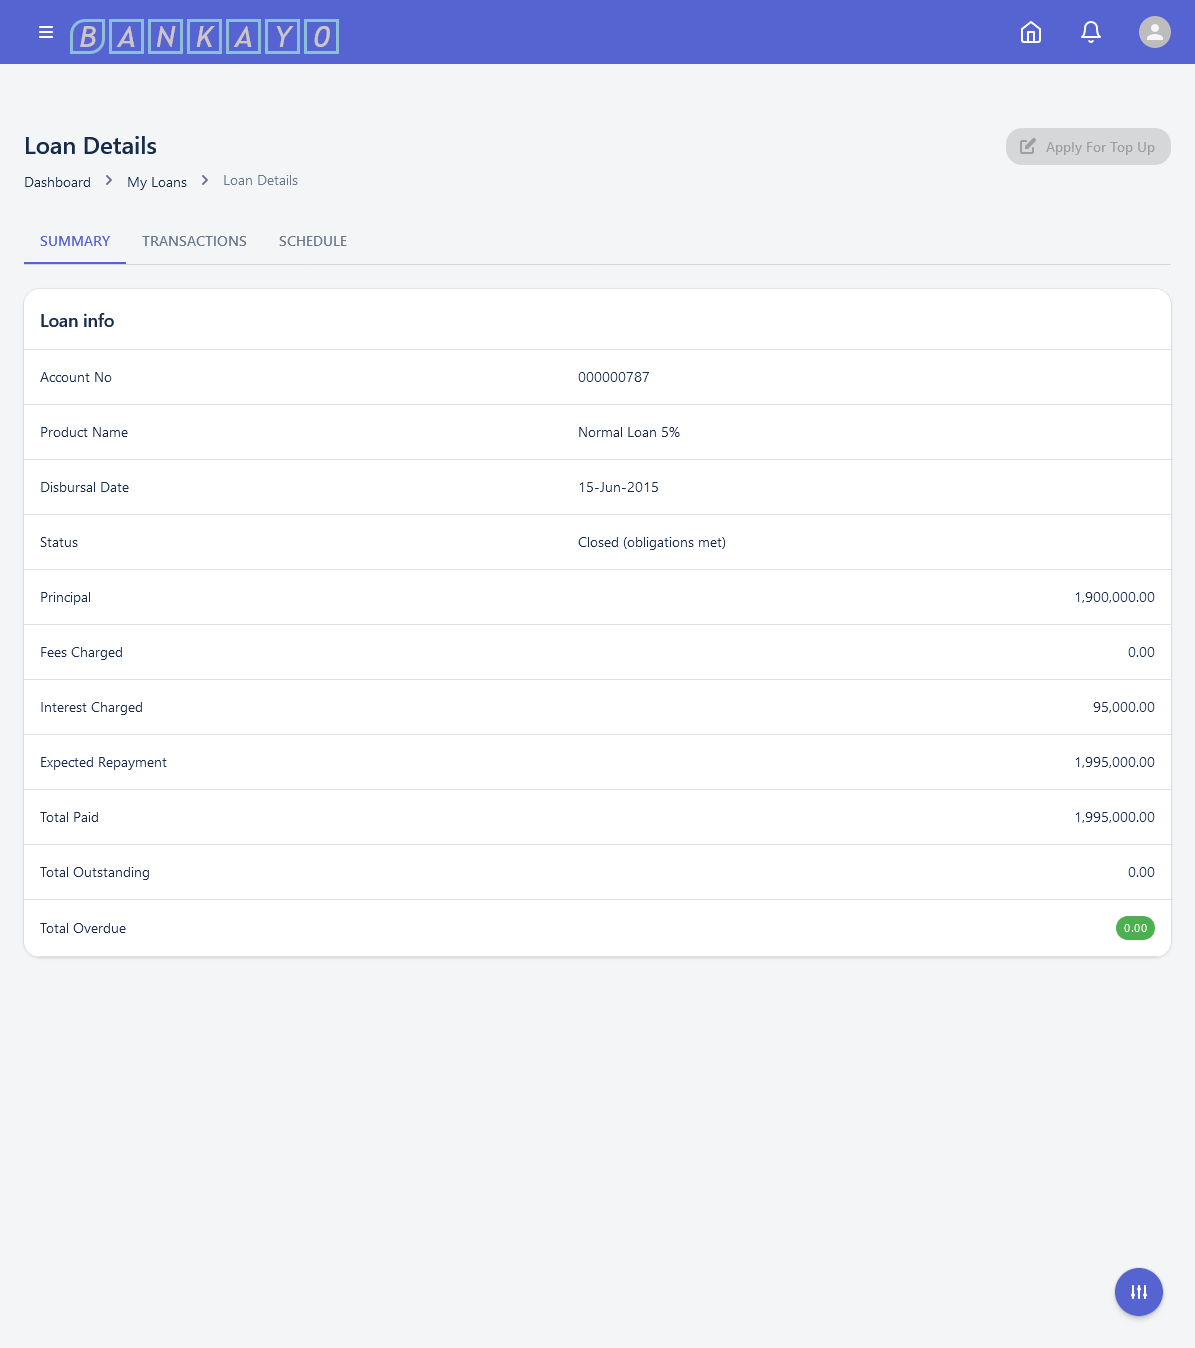 BANKAYO
Loan Details
Apply For Top Up
Dashboard > My Loans > Loan Details
SUMMARY TRANSACTIONS SCHEDULE
Loan info
Account No 000000787
Product Name Normal Loan 5%
Disbursal Date 15-Jun-2015
Status Closed (obligations met)
Principal 1,900,000.00
Fees Charged 0.00
Interest Charged 95,000.00
Expected Repayment 1,995,000.00
Total Paid 1,995,000.00
Total Outstanding 0.00
Total Overdue 0.00